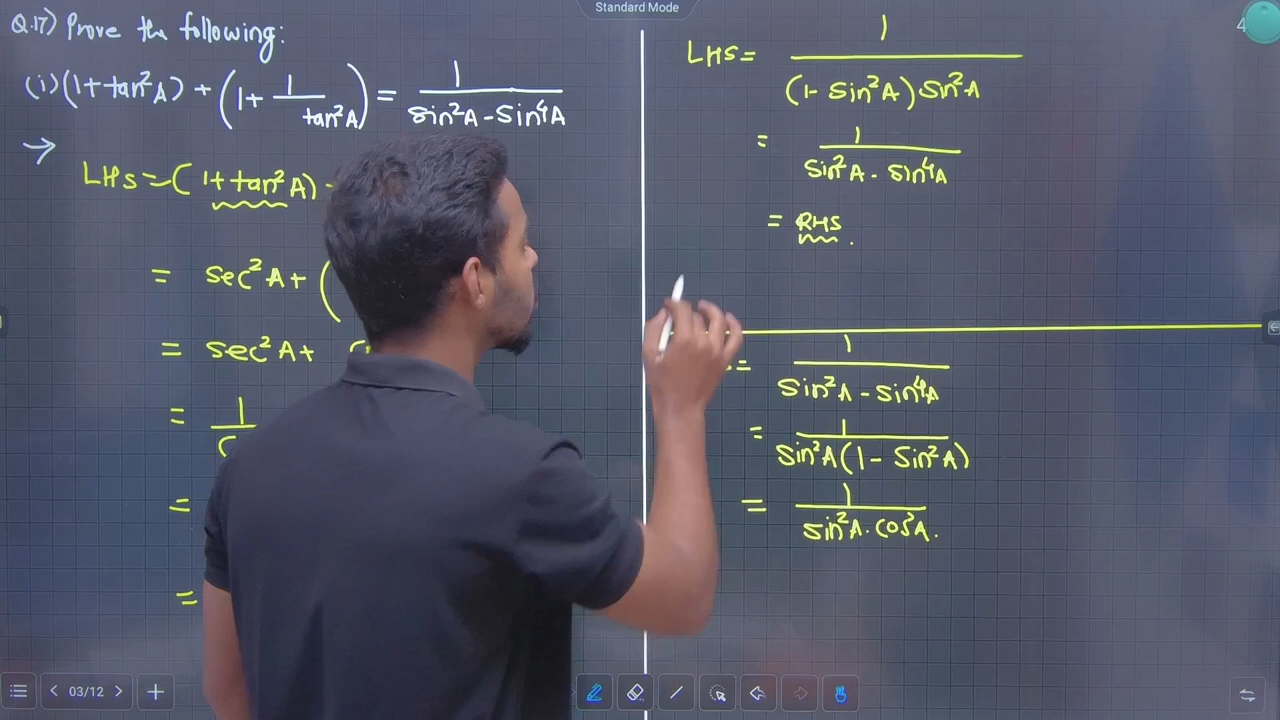 Standard Mode
4
Q.17) Prove the following:
(i) (1+tan²A) + (1+ 1/tan²A) = 1/(sin²A - sin⁴A)
→
LHS = (1+tan²A)
= sec²A + (
= sec²A +
= 1
=
=
LHS = 1/((1 - sin²A) sin²A)
= 1/(sin²A - sin⁴A)
= RHS.
= 1/(sin²A - sin⁴A)
= 1/(sin²A(1 - sin²A))
= 1/(sin²A · cos²A.)
03/12